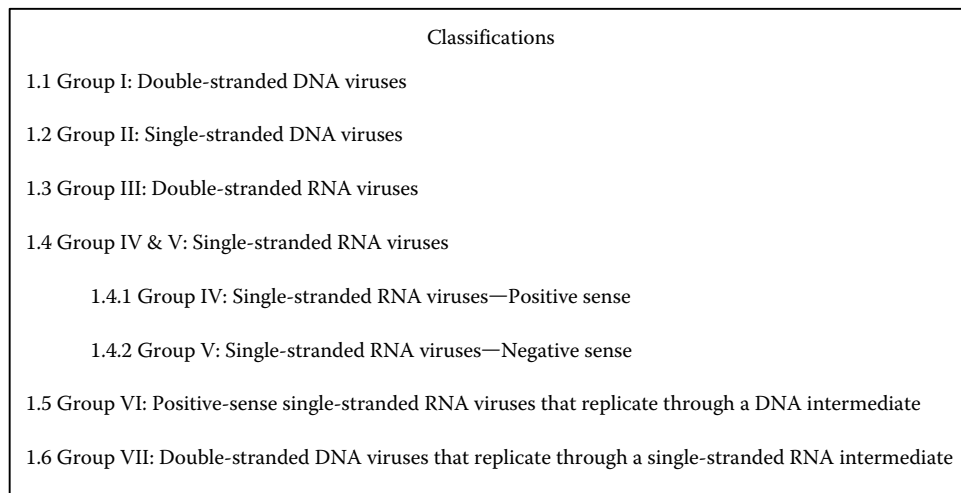 Classifications
1.1 Group I: Double-stranded DNA viruses
1.2 Group II: Single-stranded DNA viruses
1.3 Group III: Double-stranded RNA viruses
1.4 Group IV & V: Single-stranded RNA viruses
1.4.1 Group IV: Single-stranded RNA viruses—Positive sense
1.4.2 Group V: Single-stranded RNA viruses—Negative sense
1.5 Group VI: Positive-sense single-stranded RNA viruses that replicate through a DNA intermediate
1.6 Group VII: Double-stranded DNA viruses that replicate through a single-stranded RNA intermediate